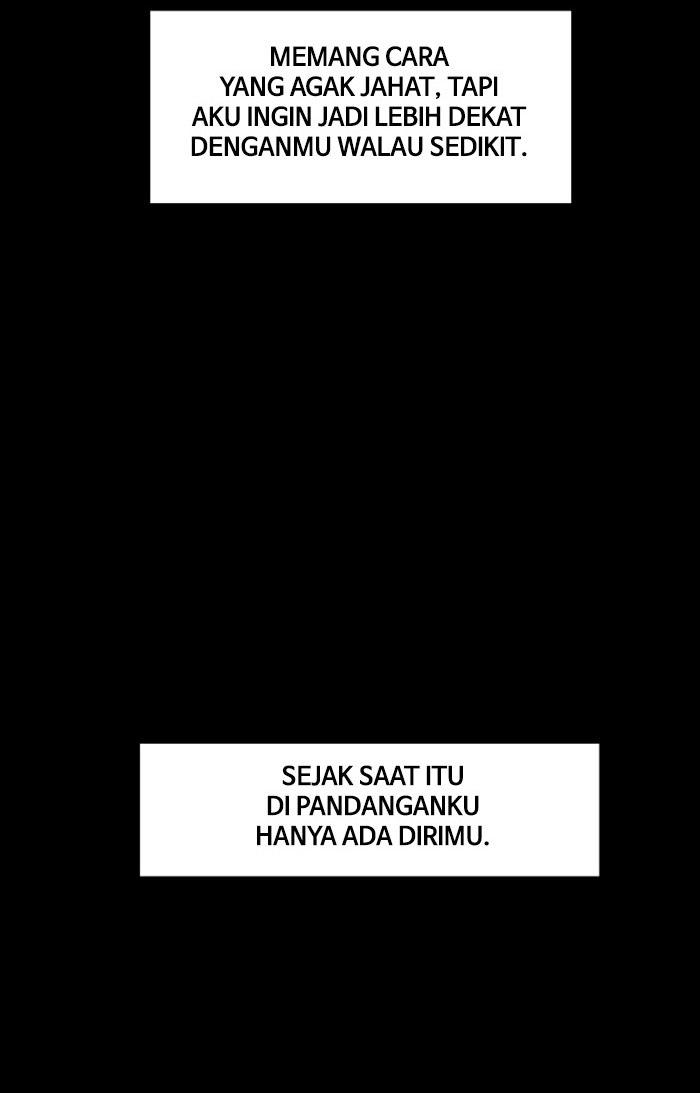 MEMANG CARA
YANG AGAK JAHAT, TAPI
AKU INGIN JADI LEBIH DEKAT
DENGANMU WALAU SEDIKIT.
SEJAK SAAT ITU
DI PANDANGANKU
HANYA ADA DIRIMU.